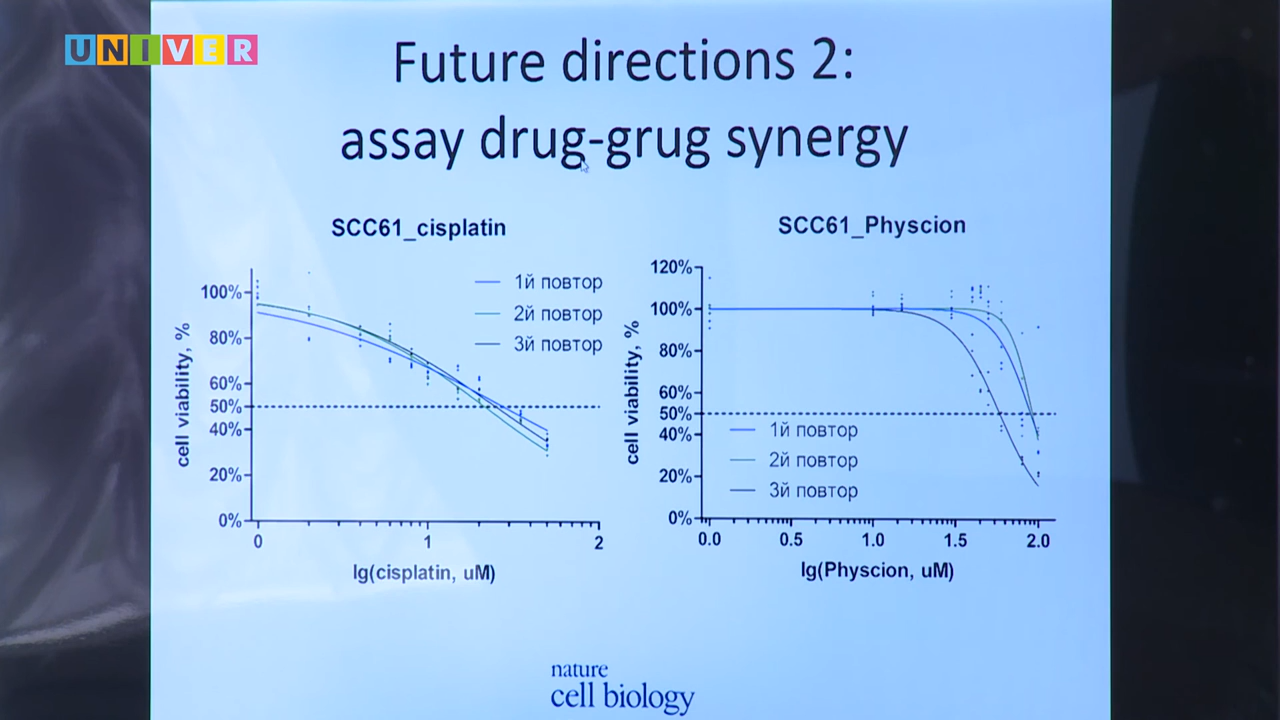 UNIVER
Future directions 2:
assay drug-grug synergy
SCC61_cisplatin
1й повтор
2й повтор
3й повтор
100%
80%
60%
50%
40%
20%
0%
cell viability, %
0
1
2
lg(cisplatin, uM)
SCC61_Physcion
120%
100%
80%
60%
50%
40%
20%
0%
cell viability, %
1й повтор
2й повтор
3й повтор
0.0
0.5
1.0
1.5
2.0
lg(Physcion, uM)
nature
cell biology